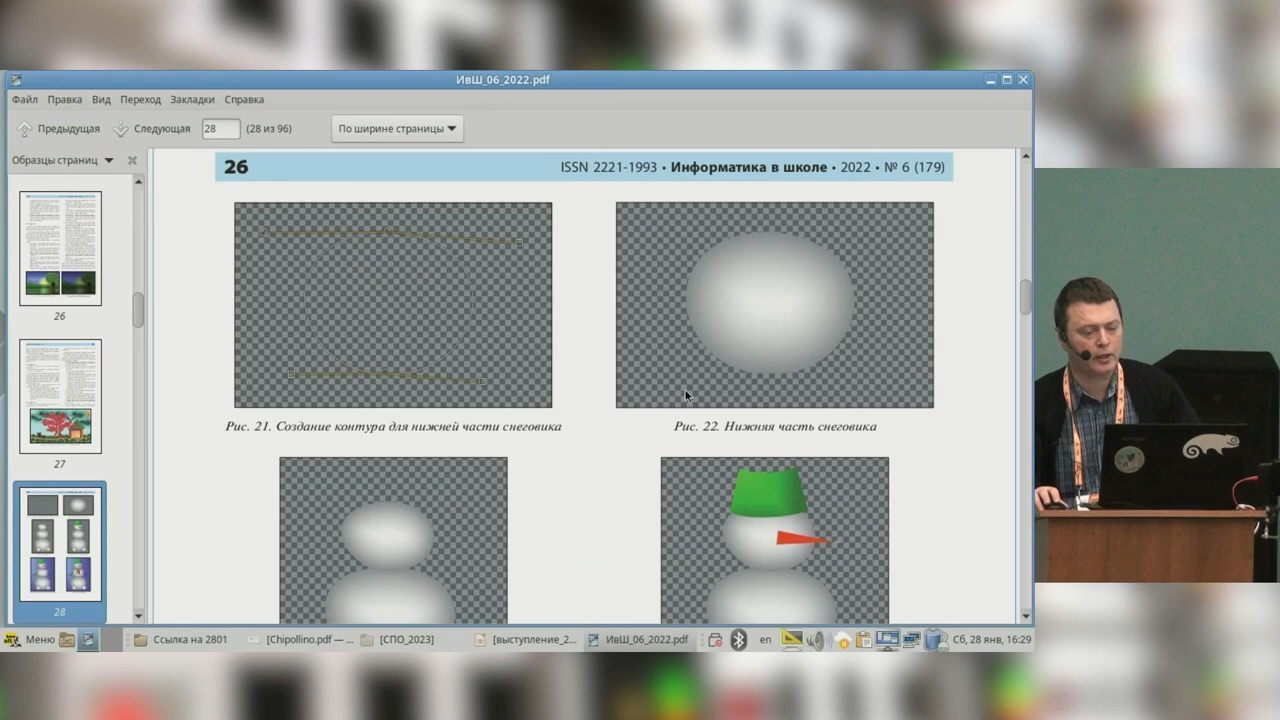 ИвШ_06_2022.pdf
Файл Правка Вид Переход Закладки Справка
Предыдущая Следующая 28 (28 из 96) По ширине страницы
Образцы страниц
26 ISSN 2221-1993 • Информатика в школе • 2022 • № 6 (179)
26
27
28
Рис. 21. Создание контура для нижней части снеговика
Рис. 22. Нижняя часть снеговика
Меню Ссылка на 2801 [Chipollino.pdf — ... [СПО_2023] [выступление_2... ИвШ_06_2022.pdf en Сб, 28 янв, 16:29